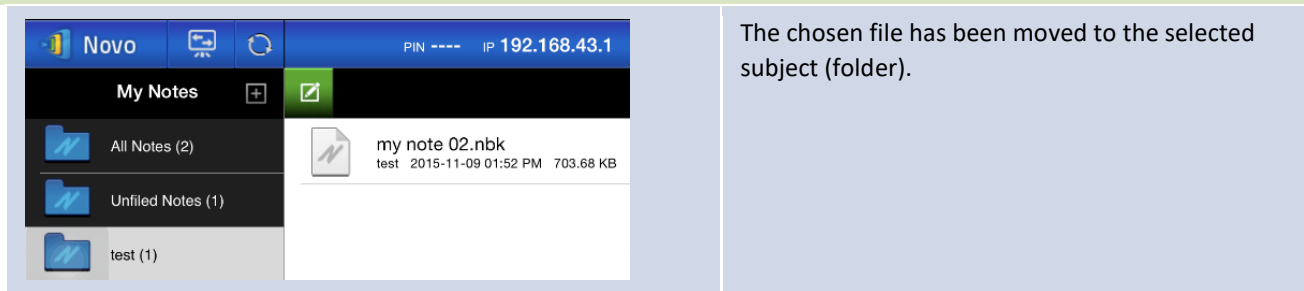 Novo
PIN ---- IP 192.168.43.1
My Notes
All Notes (2)
Unfiled Notes (1)
test (1)
my note 02.nbk
test 2015-11-09 01:52 PM 703.68 KB
The chosen file has been moved to the selected
subject (folder).